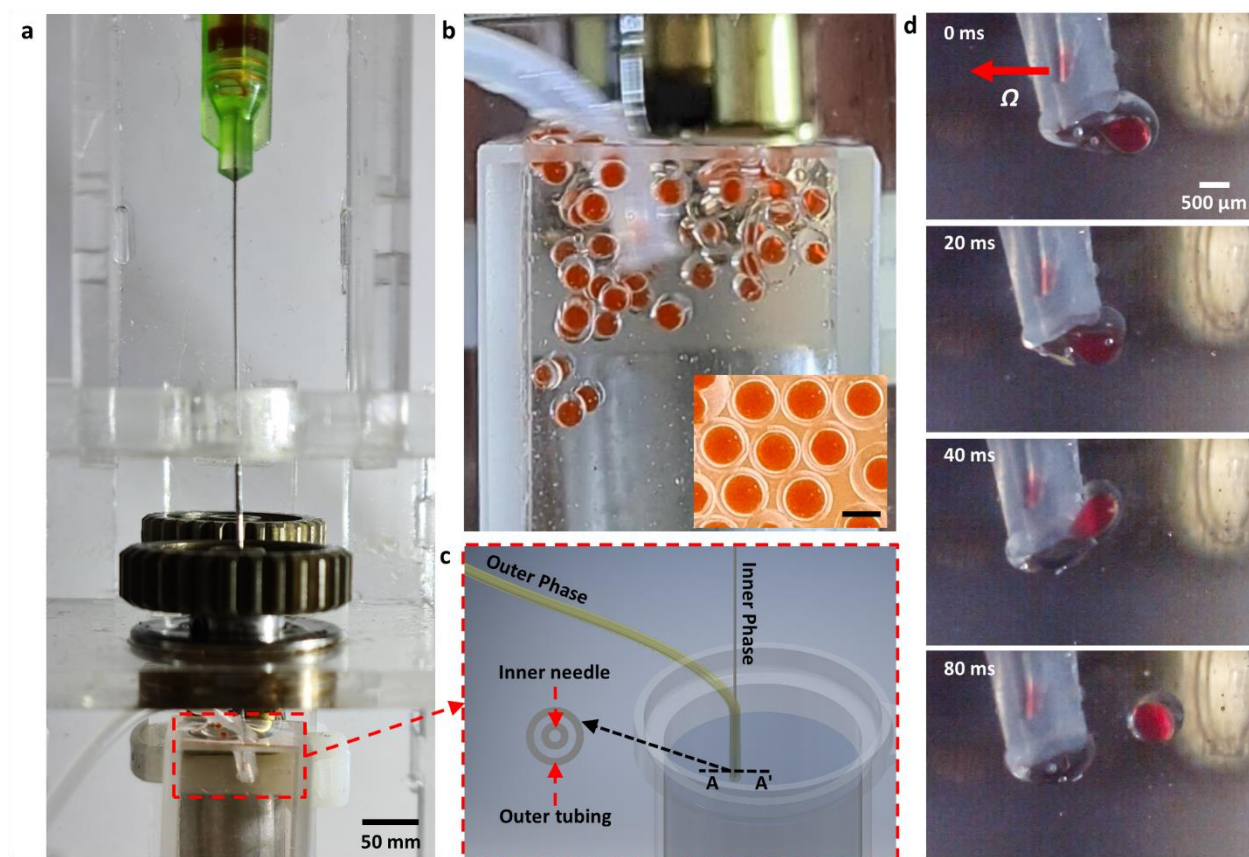 a
50 mm
b
c
Outer Phase
Inner Phase
Inner needle
Outer tubing
A
A'
d
0 ms
Ω
500 μm
20 ms
40 ms
80 ms